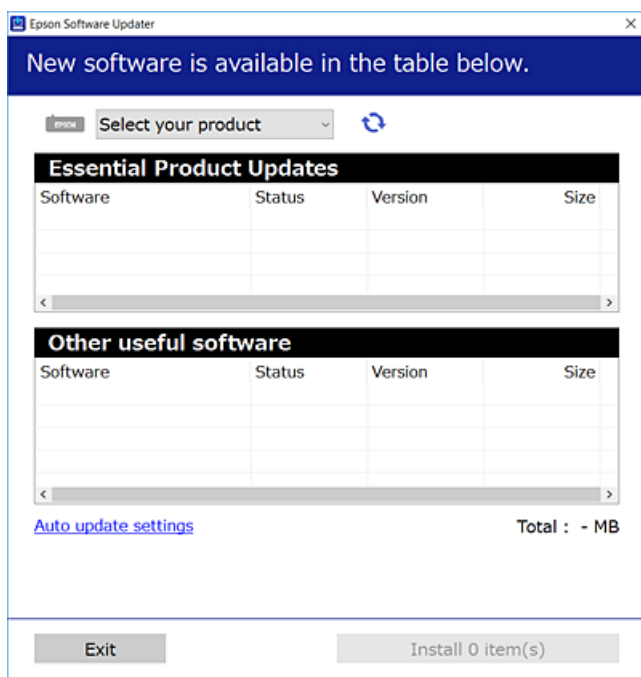 Epson Software Updater
New software is available in the table below.
EPSON Select your product
Essential Product Updates
Software Status Version Size
Other useful software
Software Status Version Size
Auto update settings Total : - MB
Exit Install 0 item(s)